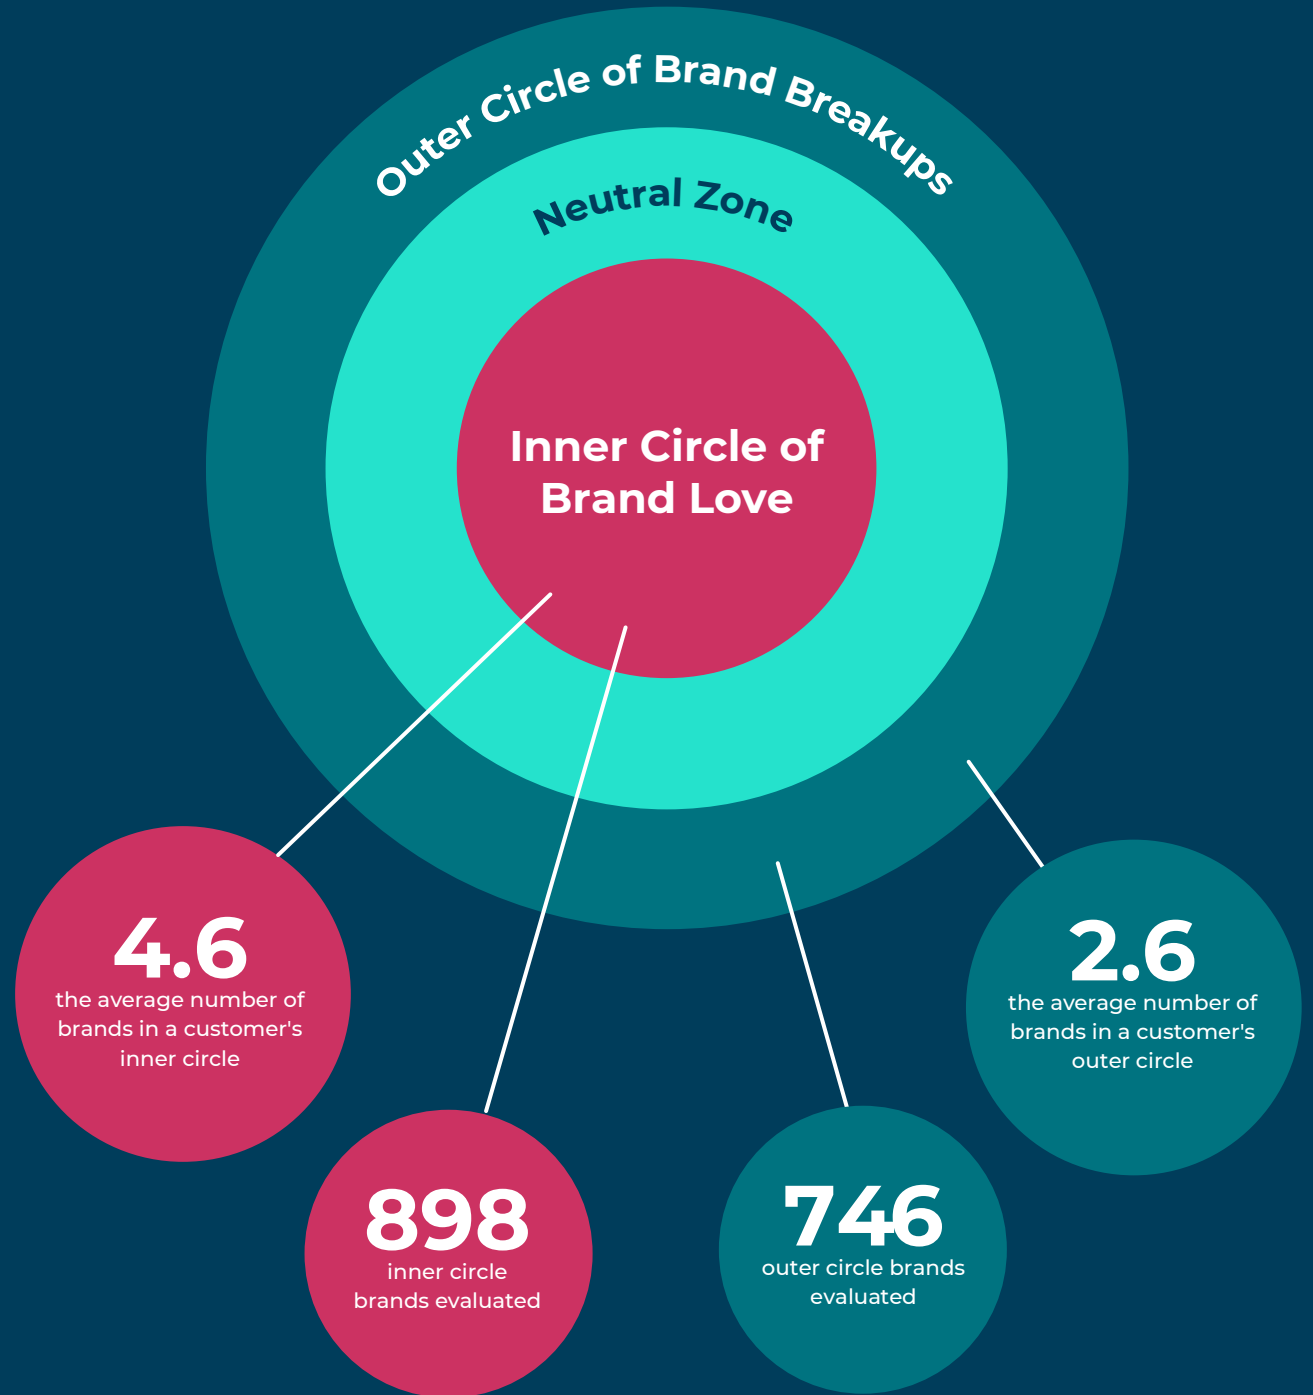 Outer Circle of Brand Breakups
Neutral Zone
Inner Circle of
Brand Love
4.6
the average number of
brands in a customer's
inner circle
2.6
the average number of
brands in a customer's
outer circle
898
inner circle
brands evaluated
746
outer circle brands
evaluated